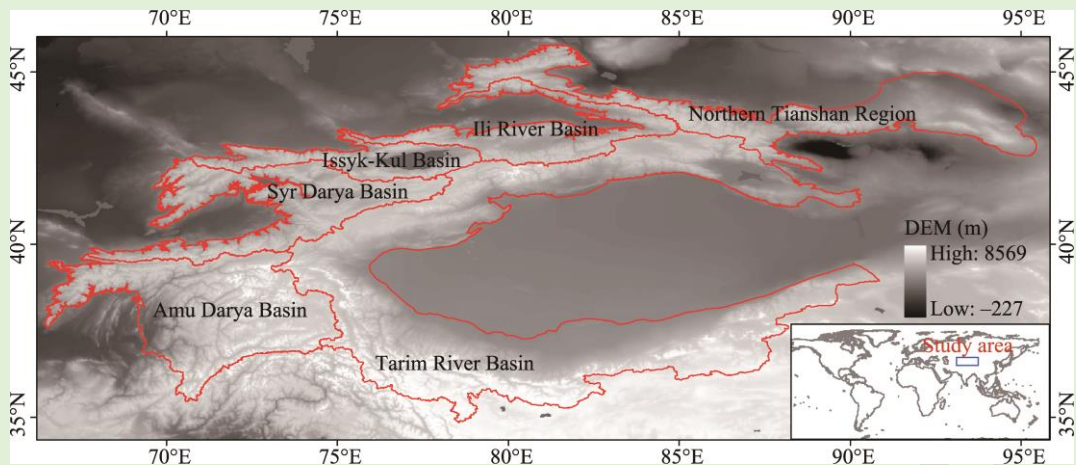 70°E 75°E 80°E 85°E 90°E 95°E
45°N 45°N
Northern Tianshan Region
Ili River Basin
Issyk-Kul Basin
Syr Darya Basin
40°N 40°N
DEM (m)
High: 8569
Low: –227
Amu Darya Basin
Tarim River Basin
Study area
35°N 35°N
70°E 75°E 80°E 85°E 90°E 95°E